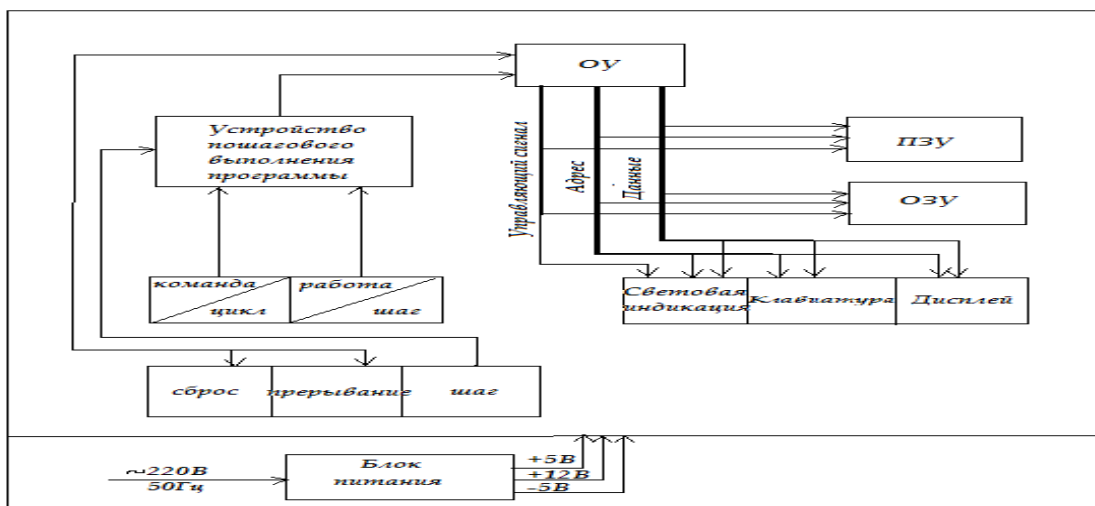 ОУ
Устройство
пошагового
выполнения
программы
ПЗУ
ОЗУ
Управляющий сигнал
Адрес
Данные
команда
цикл
работа
шаг
Световая
индикация
Клавиатура
Дисплей
сброс
прерывание
шаг
~220В
50Гц
Блок
питания
+5В
+12В
-5В